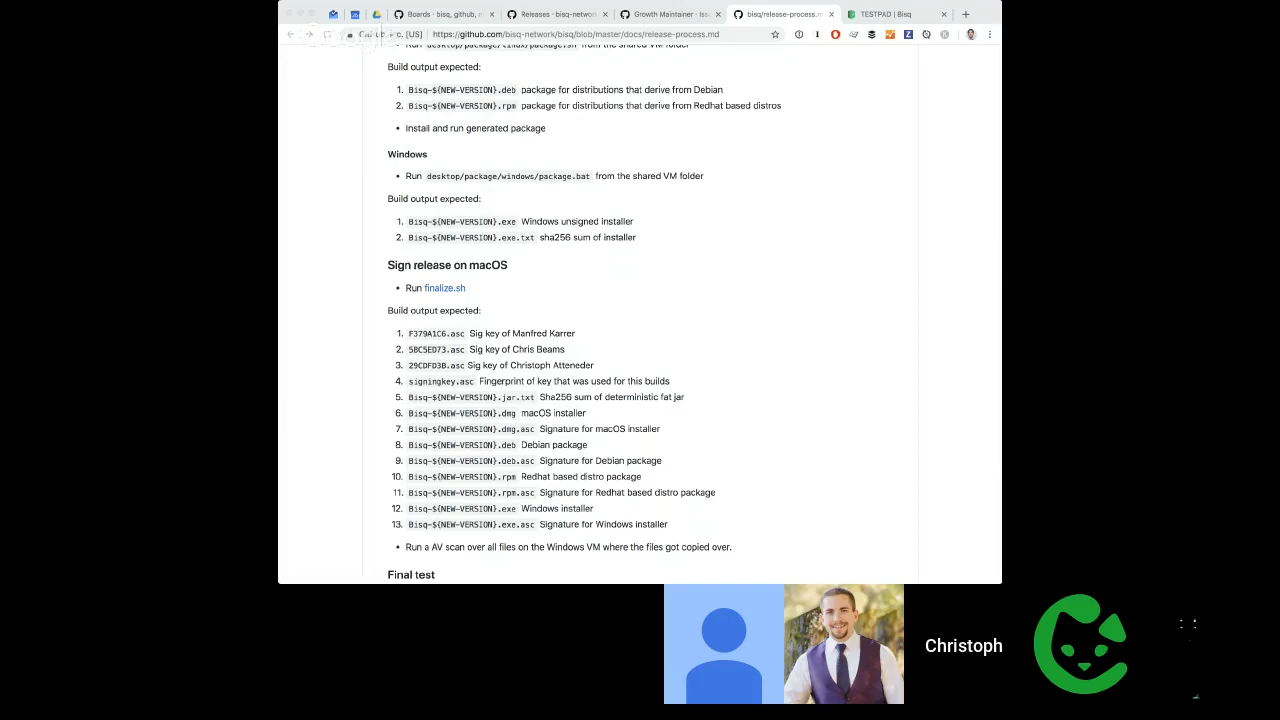 Boards - bisq, github, n
Releases - bisq-network
Growth Maintainer - Iss
bisq/release-process.m
TESTPAD | Bisq
[US]
https://github.com/bisq-network/bisq/blob/master/docs/release-process.md
Run desktop/package/linux/package.sh from the shared VM folder
Build output expected:
1. Bisq-${NEW-VERSION}.deb package for distributions that derive from Debian
2. Bisq-${NEW-VERSION}.rpm package for distributions that derive from Redhat based distros
• Install and run generated package
Windows
• Run desktop/package/windows/package.bat from the shared VM folder
Build output expected:
1. Bisq-${NEW-VERSION}.exe Windows unsigned installer
2. Bisq-${NEW-VERSION}.exe.txt sha256 sum of installer
Sign release on macOS
• Run finalize.sh
Build output expected:
1. F379A1C6.asc Sig key of Manfred Karrer
2. 5BC5ED73.asc Sig key of Chris Beams
3. 29CDFD3B.asc Sig key of Christoph Atteneder
4. signingkey.asc Fingerprint of key that was used for this builds
5. Bisq-${NEW-VERSION}.jar.txt Sha256 sum of deterministic fat jar
6. Bisq-${NEW-VERSION}.dmg macOS installer
7. Bisq-${NEW-VERSION}.dmg.asc Signature for macOS installer
8. Bisq-${NEW-VERSION}.deb Debian package
9. Bisq-${NEW-VERSION}.deb.asc Signature for Debian package
10. Bisq-${NEW-VERSION}.rpm Redhat based distro package
11. Bisq-${NEW-VERSION}.rpm.asc Signature for Redhat based distro package
12. Bisq-${NEW-VERSION}.exe Windows installer
13. Bisq-${NEW-VERSION}.exe.asc Signature for Windows installer
• Run a AV scan over all files on the Windows VM where the files got copied over.
Final test
Christoph